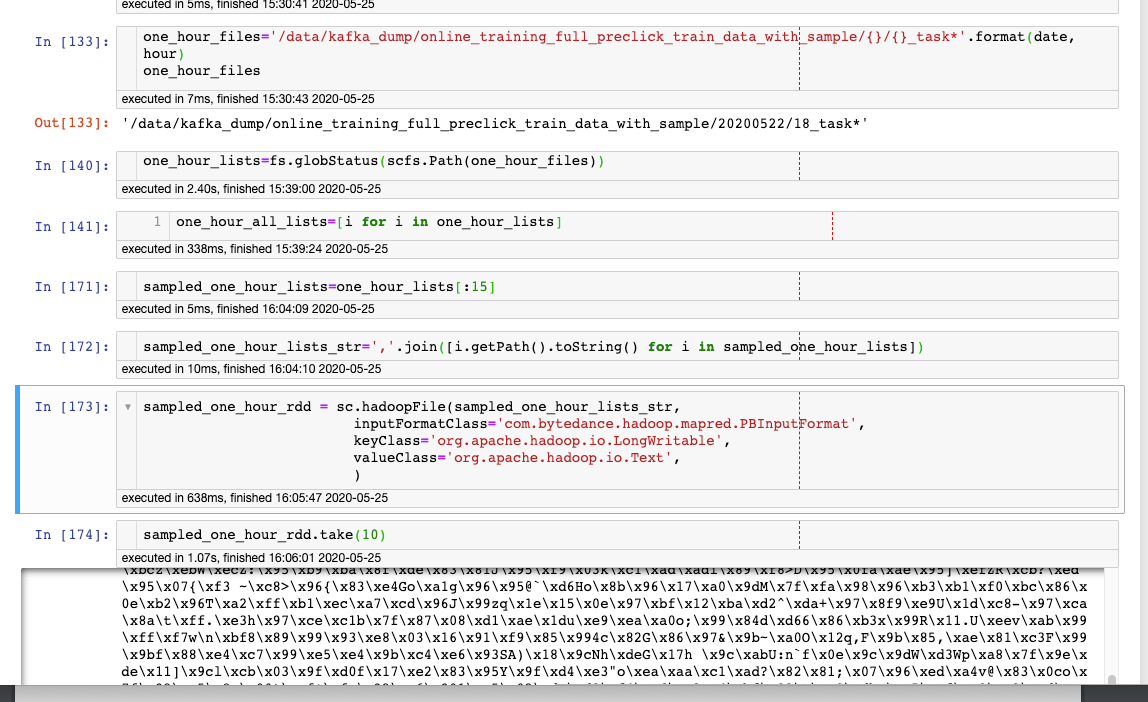 executed in 5ms, finished 15:30:41 2020-05-25
In [133]:
one_hour_files='/data/kafka_dump/online_training_full_preclick_train_data_with_sample/{}/{}_task*'.format(date,
hour)
one_hour_files
executed in 7ms, finished 15:30:43 2020-05-25
Out[133]: '/data/kafka_dump/online_training_full_preclick_train_data_with_sample/20200522/18_task*'
In [140]: one_hour_lists=fs.globStatus(scfs.Path(one_hour_files))
executed in 2.40s, finished 15:39:00 2020-05-25
In [141]: 1 one_hour_all_lists=[i for i in one_hour_lists]
executed in 338ms, finished 15:39:24 2020-05-25
In [171]: sampled_one_hour_lists=one_hour_lists[:15]
executed in 5ms, finished 16:04:09 2020-05-25
In [172]: sampled_one_hour_lists_str=','.join([i.getPath().toString() for i in sampled_one_hour_lists])
executed in 10ms, finished 16:04:10 2020-05-25
In [173]: sampled_one_hour_rdd = sc.hadoopFile(sampled_one_hour_lists_str,
inputFormatClass='com.bytedance.hadoop.mapred.PBInputFormat',
keyClass='org.apache.hadoop.io.LongWritable',
valueClass='org.apache.hadoop.io.Text',
)
executed in 638ms, finished 16:05:47 2020-05-25
In [174]: sampled_one_hour_rdd.take(10)
executed in 1.07s, finished 16:06:01 2020-05-25
\x95\x07{\xf3 ~\xc8>\x96{\x83\xe4Go\xa1g\x96\x95@`\xd6Ho\x8b\x96\x17\xa0\x9dM\x7f\xfa\x98\x96\xb3\xb1\xf0\xbc\x86\x
0e\xb2\x96T\xa2\xff\xb1\xec\xa7\xcd\x96J\x99zq\x1e\x15\x0e\x97\xbf\x12\xba\xd2^\xda+\x97\x8f9\xe9U\x1d\xc8-\x97\xca
\x8a\t\xff.\xe3h\x97\xce\xc1b\x7f\x87\x08\xd1\xae\x1du\xe9\xea\xa0o;\x99\x84d\xd66\x86\xb3x\x99R\x11.U\xeev\xab\x99
\xff\xf7w\n\xbf8\x89\x99\x93\xe8\x03\x16\x91\xf9\x85\x994c\x82G\x86\x97&\x9b~\xa0O\x12q,F\x9b\x85,\xae\x81\xc3F\x99
\x9bf\x88\xe4\xc7\x99\xe5\xe4\x9b\xc4\xe6\x93SA)\x18\x9cNh\xdeG\x17h \x9c\xabU:n`f\x0e\x9c\x9dW\xd3Wp\xa8\x7f\x9e\x
de\x11]\x9cl\xcb\x03\x9f\xd0f\x17\xe2\x83\x95Y\x9f\xd4\xe3"o\xea\xaa\xc1\xad?\x82\x81;\x07\x96\xed\xa4v@\x83\x0co\x